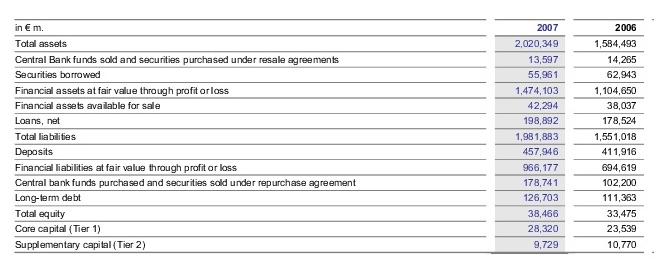 in € m. 2007 2006
Total assets 2,020,349 1,584,493
Central Bank funds sold and securities purchased under resale agreements 13,597 14,265
Securities borrowed 55,961 62,943
Financial assets at fair value through profit or loss 1,474,103 1,104,650
Financial assets available for sale 42,294 38,037
Loans, net 198,892 178,524
Total liabilities 1,981,883 1,551,018
Deposits 457,946 411,916
Financial liabilities at fair value through profit or loss 966,177 694,619
Central bank funds purchased and securities sold under repurchase agreement 178,741 102,200
Long-term debt 126,703 111,363
Total equity 38,466 33,475
Core capital (Tier 1) 28,320 23,539
Supplementary capital (Tier 2) 9,729 10,770